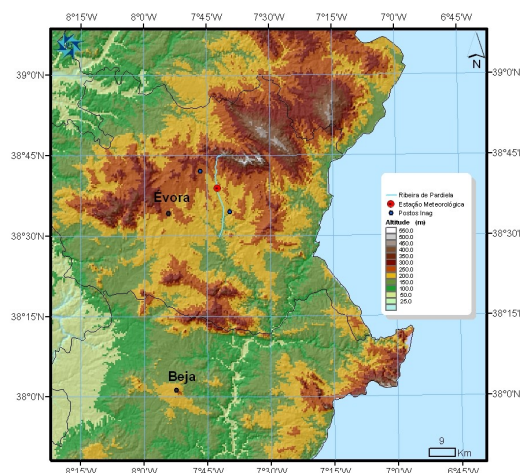 8°15'W 8°0'W 7°45'W 7°30'W 7°15'W 7°0'W 6°45'W
39°0'N 39°0'N
N
38°45'N 38°45'N
Évora
Ribeira de Pardiela
Estação Meteorológica
Postos Inag
Altitude (m)
550.0
500.0
450.0
400.0
350.0
300.0
250.0
200.0
150.0
100.0
50.0
25.0
38°30'N 38°30'N
38°15'N 38°15'N
Beja
38°0'N 38°0'N
9
Km
8°15'W 8°0'W 7°45'W 7°30'W 7°15'W 7°0'W 6°45'W